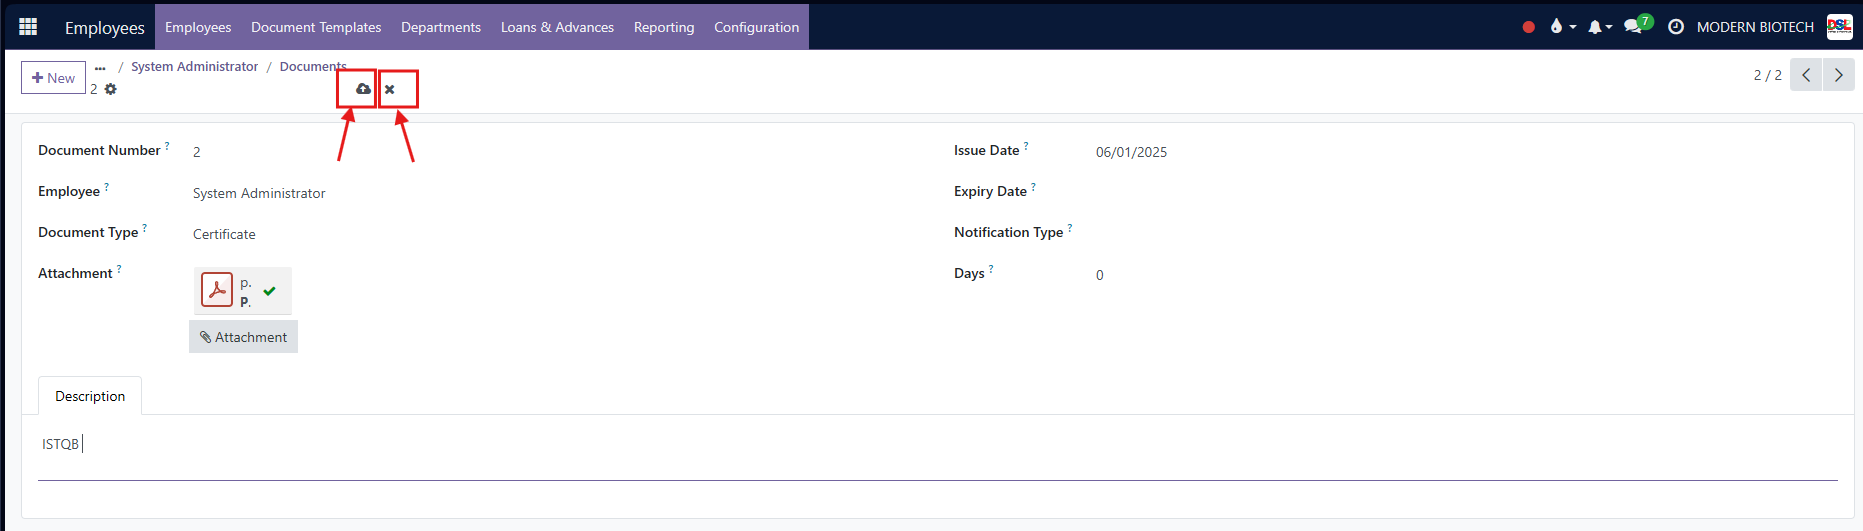 Employees Employees Document Templates Departments Loans & Advances Reporting Configuration 7 MODERN BIOTECH DSL
+ New ... / System Administrator / Documents 2 / 2
2
Document Number ? 2 Issue Date ? 06/01/2025
Employee ? System Administrator Expiry Date ?
Document Type ? Certificate Notification Type ?
Attachment ? p. Days ? 0
P.
Attachment
Description
ISTQB